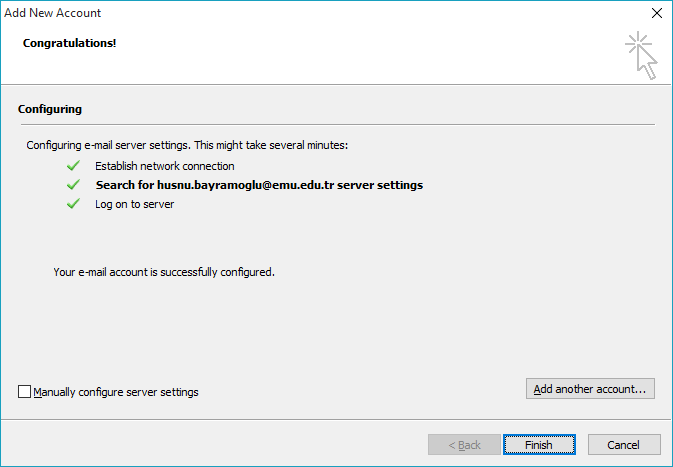 Add New Account
Congratulations!
Configuring
Configuring e-mail server settings. This might take several minutes:
Establish network connection
Search for husnu.bayramoglu@emu.edu.tr server settings
Log on to server
Your e-mail account is successfully configured.
Manually configure server settings
Add another account...
< Back
Finish
Cancel